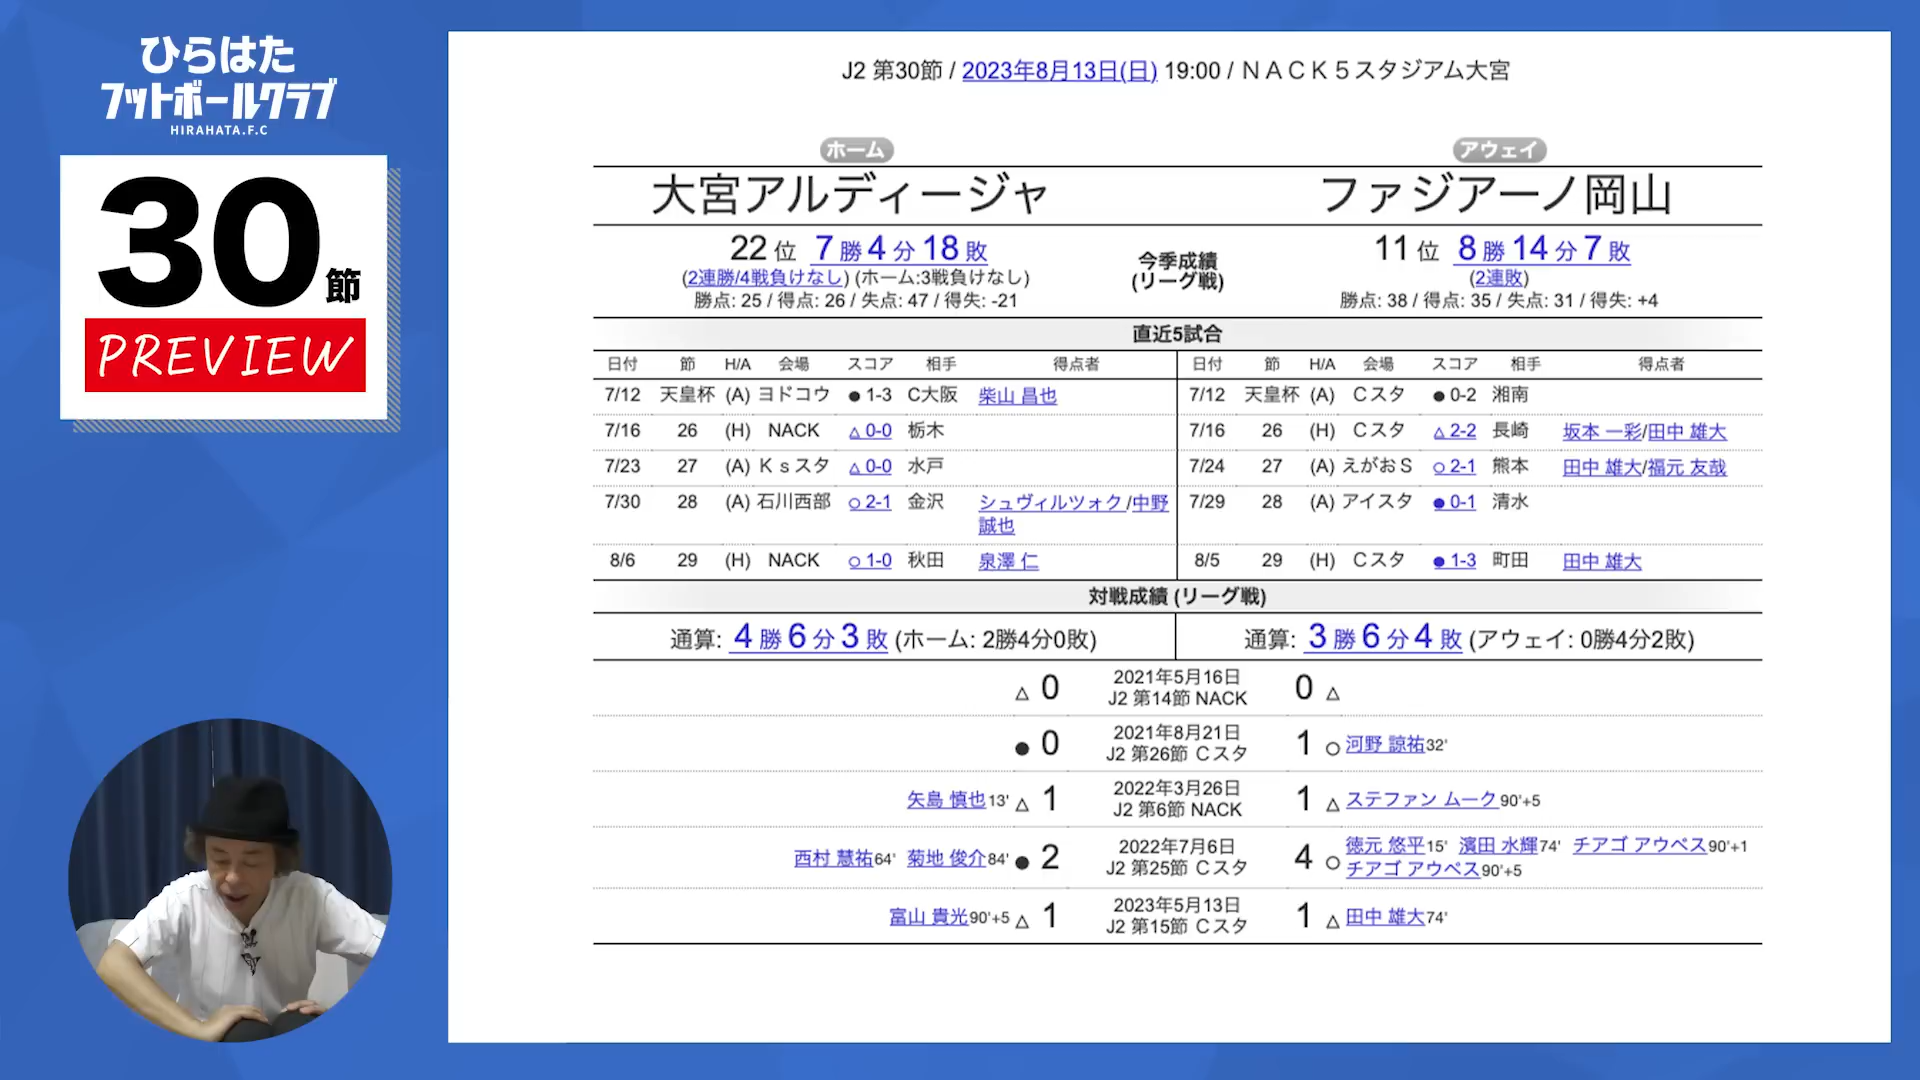 ひらはた
フットボールクラブ
HIRAHATA.F.C
30節
PREVIEW
J2 第30節 / 2023年8月13日(日) 19:00 / ＮＡＣＫ５スタジアム大宮
ホーム アウェイ
大宮アルディージャ ファジアーノ岡山
22 位 7 勝 4 分 18 敗 今季成績 11 位 8 勝 14 分 7 敗
(2連勝/4戦負けなし) (ホーム:3戦負けなし) (リーグ戦) (2連敗)
勝点: 25 / 得点: 26 / 失点: 47 / 得失: -21 勝点: 38 / 得点: 35 / 失点: 31 / 得失: +4
直近5試合
日付 節 H/A 会場 スコア 相手 得点者 日付 節 H/A 会場 スコア 相手 得点者
7/12 天皇杯 (A) ヨドコウ ●1-3 C大阪 柴山 昌也 7/12 天皇杯 (A) Ｃスタ ●0-2 湘南
7/16 26 (H) NACK △0-0 栃木 7/16 26 (H) Ｃスタ △2-2 長崎 坂本 一彩/田中 雄大
7/23 27 (A) Ｋｓスタ △0-0 水戸 7/24 27 (A) えがおＳ ○2-1 熊本 田中 雄大/福元 友哉
7/30 28 (A) 石川西部 ○2-1 金沢 シュヴィルツォク/中野 7/29 28 (A) アイスタ ●0-1 清水
誠也
8/6 29 (H) NACK ○1-0 秋田 泉澤 仁 8/5 29 (H) Ｃスタ ●1-3 町田 田中 雄大
対戦成績 (リーグ戦)
通算: 4 勝 6 分 3 敗 (ホーム: 2勝4分0敗) 通算: 3 勝 6 分 4 敗 (アウェイ: 0勝4分2敗)
△ 0 2021年5月16日 0 △
J2 第14節 NACK
● 0 2021年8月21日 1 ○ 河野 諒祐32'
J2 第26節 Ｃスタ
矢島 慎也13' △ 1 2022年3月26日 1 △ ステファン ムーク90'+5
J2 第6節 NACK
西村 慧祐64' 菊地 俊介84' ● 2 2022年7月6日 4 ○ 徳元 悠平15' 濱田 水輝74' チアゴ アウベス90'+1
J2 第25節 Ｃスタ チアゴ アウベス90'+5
富山 貴光90'+5 △ 1 2023年5月13日 1 △ 田中 雄大74'
J2 第15節 Ｃスタ